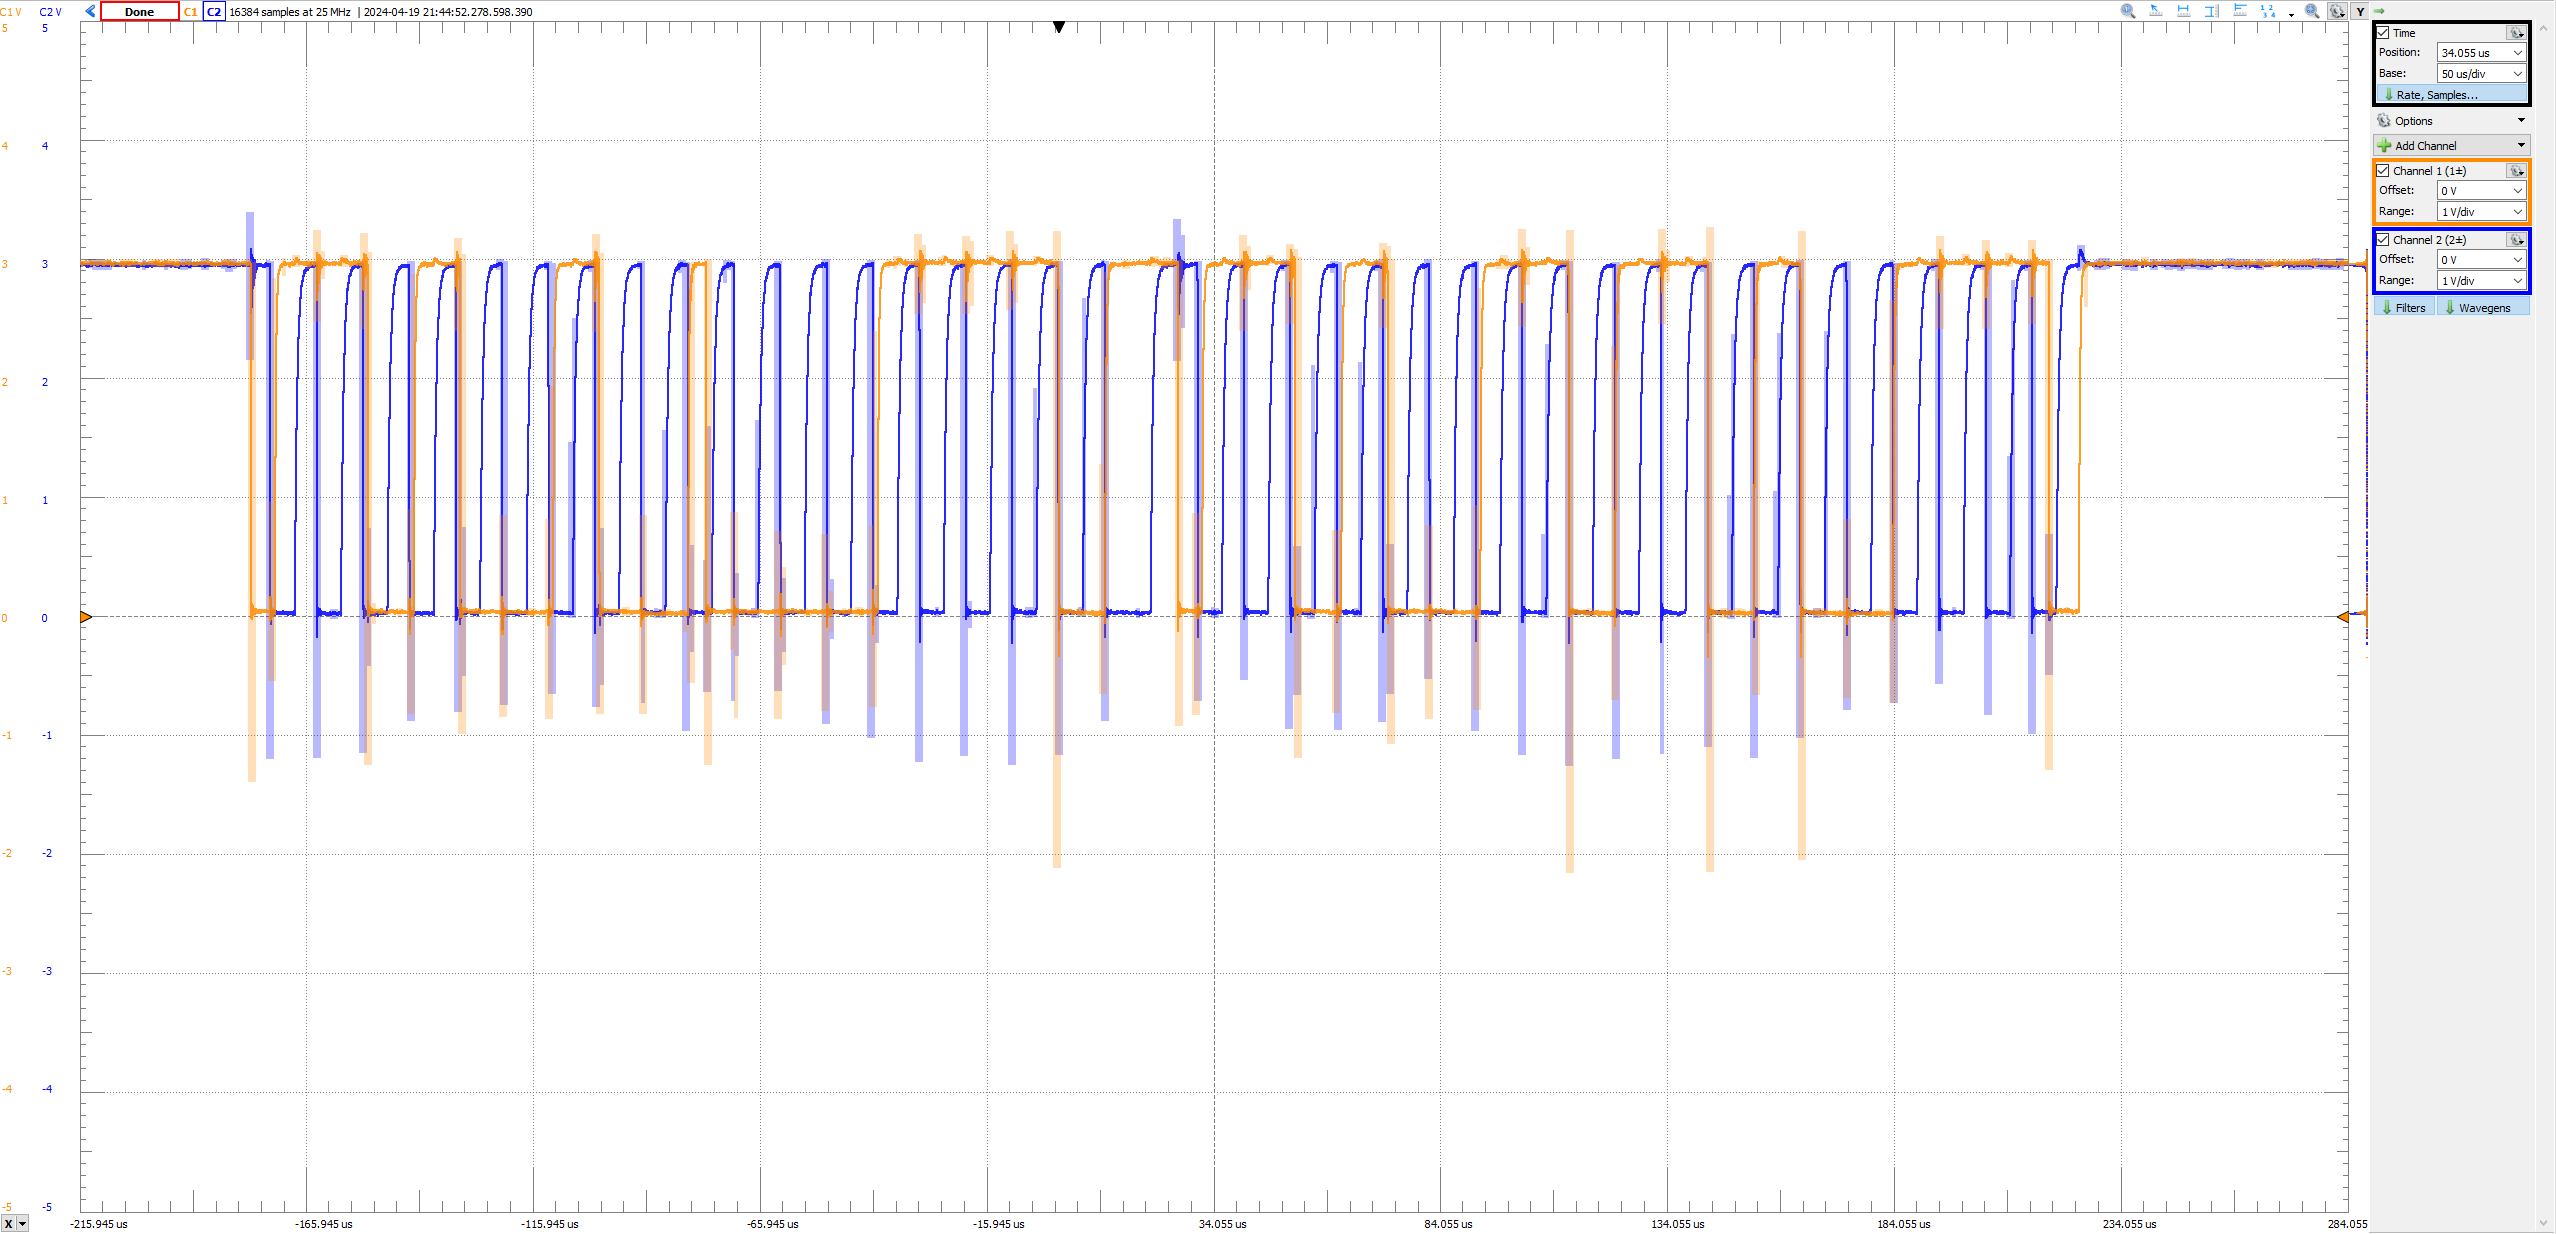 C1 V C2 V Done C1 C2 16384 samples at 25 MHz | 2024-04-19 21:44:52.278.598.390 1 2 3 4 Y
5 5
4 4
3 3
2 2
1 1
0 0
-1 -1
-2 -2
-3 -3
-4 -4
-5 -5
X -215.945 us -165.945 us -115.945 us -65.945 us -15.945 us 34.055 us 84.055 us 134.055 us 184.055 us 234.055 us 284.055
Time
Position: 34.055 us
Base: 50 us/div
Rate, Samples...
Options
Add Channel
Channel 1 (1±)
Offset: 0 V
Range: 1 V/div
Channel 2 (2±)
Offset: 0 V
Range: 1 V/div
Filters Wavegens